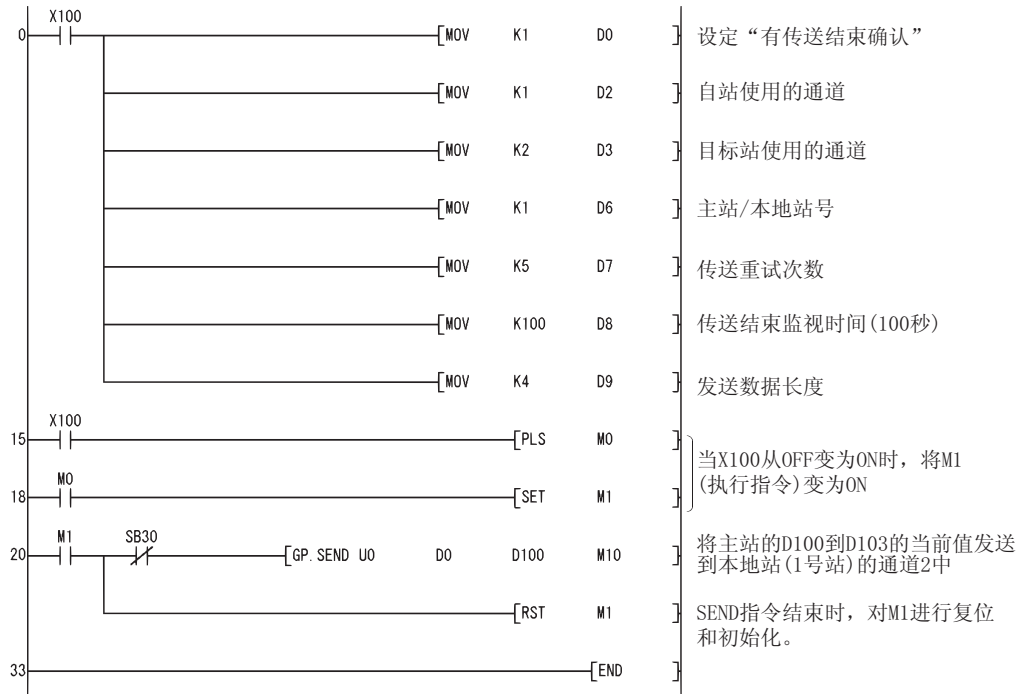 X100
0 [MOV K1 D0 ] 设定“有传送结束确认”
[MOV K1 D2 ] 自站使用的通道
[MOV K2 D3 ] 目标站使用的通道
[MOV K1 D6 ] 主站/本地站号
[MOV K5 D7 ] 传送重试次数
[MOV K100 D8 ] 传送结束监视时间(100秒)
[MOV K4 D9 ] 发送数据长度
X100
15 [PLS M0 ]
当X100从OFF变为ON时，将M1
(执行指令)变为ON
M0
18 [SET M1 ]
M1 SB30
20 [GP.SEND U0 D0 D100 M10 ]
将主站的D100到D103的当前值发送
到本地站(1号站)的通道2中
[RST M1 ]
SEND指令结束时，对M1进行复位
和初始化。
33 [END ]